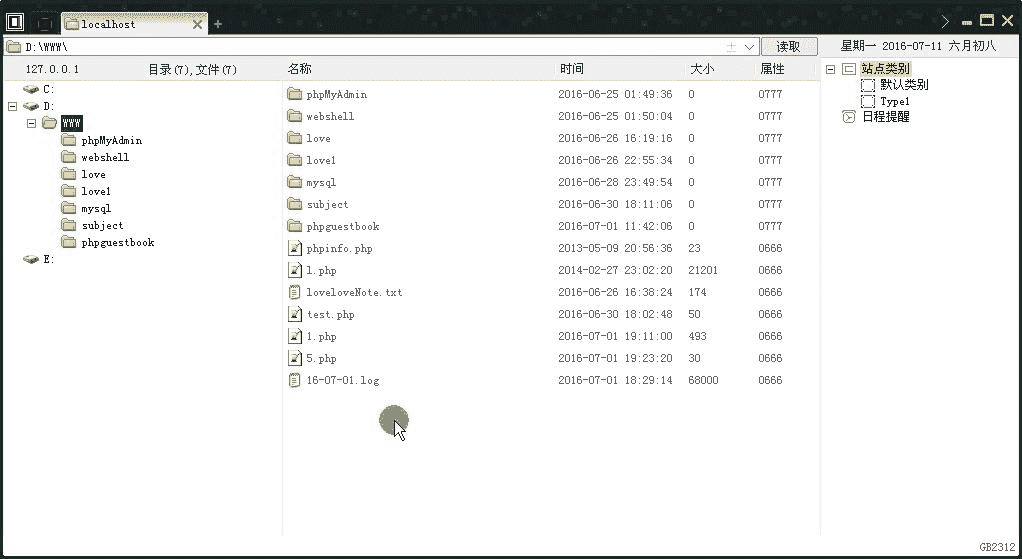 localhost
D:\WWW\ 读取 星期一 2016-07-11 六月初八
127.0.0.1 目录(7),文件(7) 名称 时间 大小 属性
C:
D:
WWW
phpMyAdmin
webshell
love
love1
mysql
subject
phpguestbook
E:
phpMyAdmin 2016-06-25 01:49:36 0 0777
webshell 2016-06-25 01:50:04 0 0777
love 2016-06-26 16:19:16 0 0777
love1 2016-06-26 22:55:34 0 0777
mysql 2016-06-28 23:49:54 0 0777
subject 2016-06-30 18:11:06 0 0777
phpguestbook 2016-07-01 11:42:06 0 0777
phpinfo.php 2013-05-09 20:56:36 23 0666
l.php 2014-02-27 23:02:20 21201 0666
loveloveNote.txt 2016-06-26 16:38:24 174 0666
test.php 2016-06-30 18:02:48 50 0666
1.php 2016-07-01 19:11:00 493 0666
5.php 2016-07-01 19:23:20 30 0666
16-07-01.log 2016-07-01 18:29:14 68000 0666
站点类别
默认类别
Type1
日程提醒
GB2312